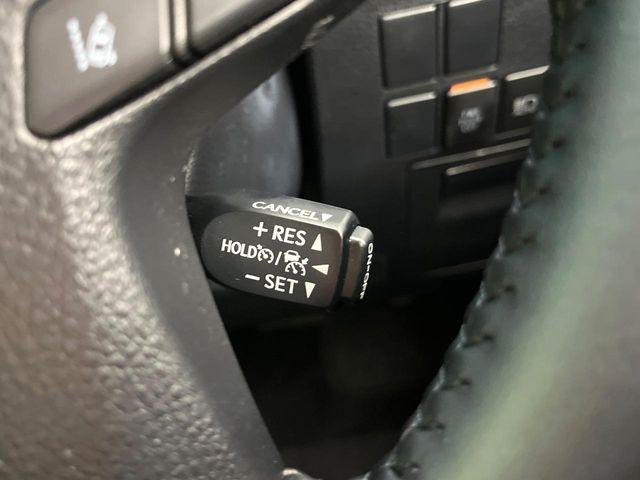 CANCEL▼
+ RES ▲
HOLD / ◀
− SET ▼
ON-OFF